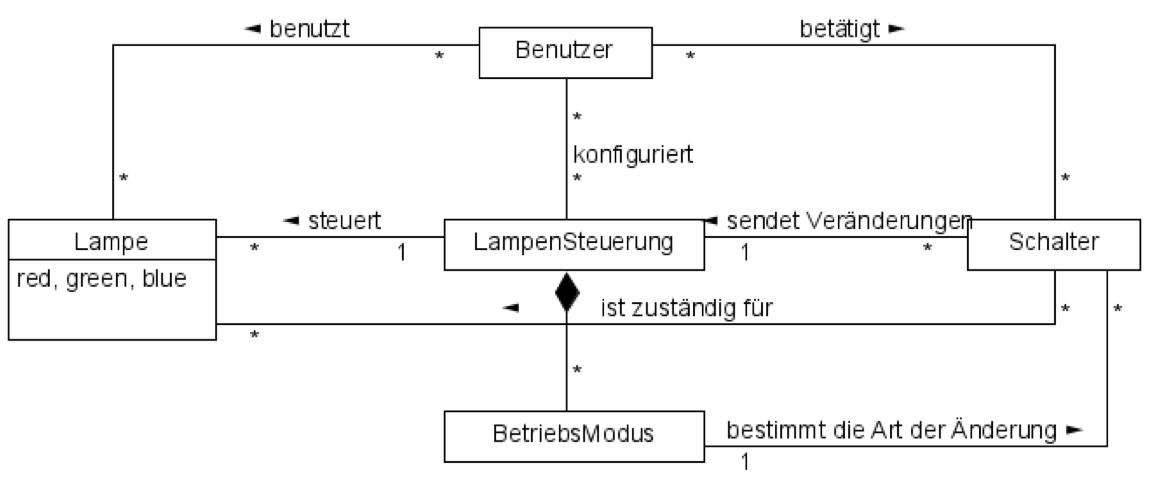 ◄ benutzt
betätigt ►
Benutzer
*
*
*
konfiguriert
*
*
*
◄ steuert
◄ sendet Veränderungen
Lampe
*
1
LampenSteuerung
1
*
Schalter
red, green, blue
◄ ist zuständig für
*
*
*
*
BetriebsModus
bestimmt die Art der Änderung ►
1